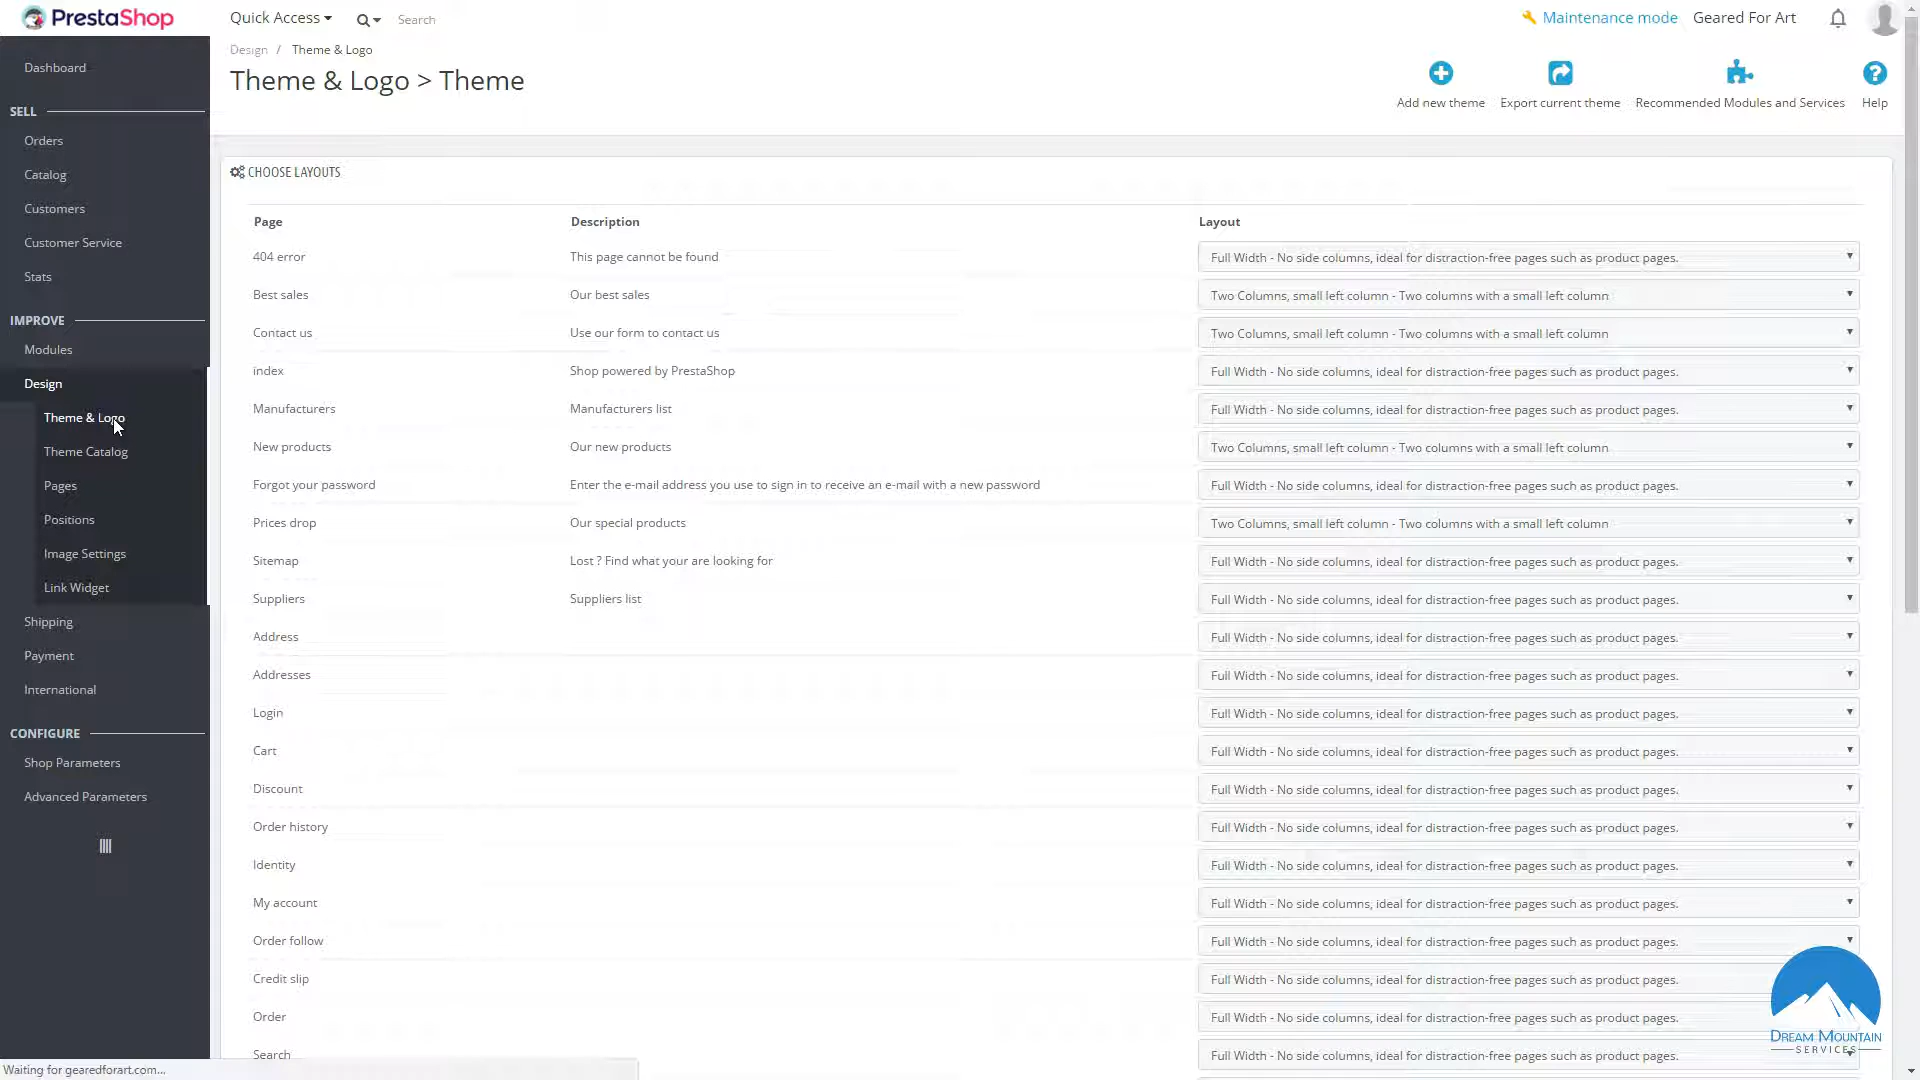 PrestaShop
Quick Access
Search
Maintenance mode
Geared For Art
Design / Theme & Logo
Theme & Logo > Theme
Add new theme
Export current theme
Recommended Modules and Services
Help
Dashboard
SELL
Orders
Catalog
Customers
Customer Service
Stats
IMPROVE
Modules
Design
Theme & Logo
Theme Catalog
Pages
Positions
Image Settings
Link Widget
Shipping
Payment
International
CONFIGURE
Shop Parameters
Advanced Parameters
CHOOSE LAYOUTS
Page Description Layout
404 error This page cannot be found Full Width - No side columns, ideal for distraction-free pages such as product pages.
Best sales Our best sales Two Columns, small left column - Two columns with a small left column
Contact us Use our form to contact us Two Columns, small left column - Two columns with a small left column
index Shop powered by PrestaShop Full Width - No side columns, ideal for distraction-free pages such as product pages.
Manufacturers Manufacturers list Full Width - No side columns, ideal for distraction-free pages such as product pages.
New products Our new products Two Columns, small left column - Two columns with a small left column
Forgot your password Enter the e-mail address you use to sign in to receive an e-mail with a new password Full Width - No side columns, ideal for distraction-free pages such as product pages.
Prices drop Our special products Two Columns, small left column - Two columns with a small left column
Sitemap Lost ? Find what your are looking for Full Width - No side columns, ideal for distraction-free pages such as product pages.
Suppliers Suppliers list Full Width - No side columns, ideal for distraction-free pages such as product pages.
Address Full Width - No side columns, ideal for distraction-free pages such as product pages.
Addresses Full Width - No side columns, ideal for distraction-free pages such as product pages.
Login Full Width - No side columns, ideal for distraction-free pages such as product pages.
Cart Full Width - No side columns, ideal for distraction-free pages such as product pages.
Discount Full Width - No side columns, ideal for distraction-free pages such as product pages.
Order history Full Width - No side columns, ideal for distraction-free pages such as product pages.
Identity Full Width - No side columns, ideal for distraction-free pages such as product pages.
My account Full Width - No side columns, ideal for distraction-free pages such as product pages.
Order follow Full Width - No side columns, ideal for distraction-free pages such as product pages.
Credit slip Full Width - No side columns, ideal for distraction-free pages such as product pages.
Order Full Width - No side columns, ideal for distraction-free pages such as product pages.
Search Full Width - No side columns, ideal for distraction-free pages such as product pages.
DREAM MOUNTAIN
SERVICES
Waiting for gearedforart.com...